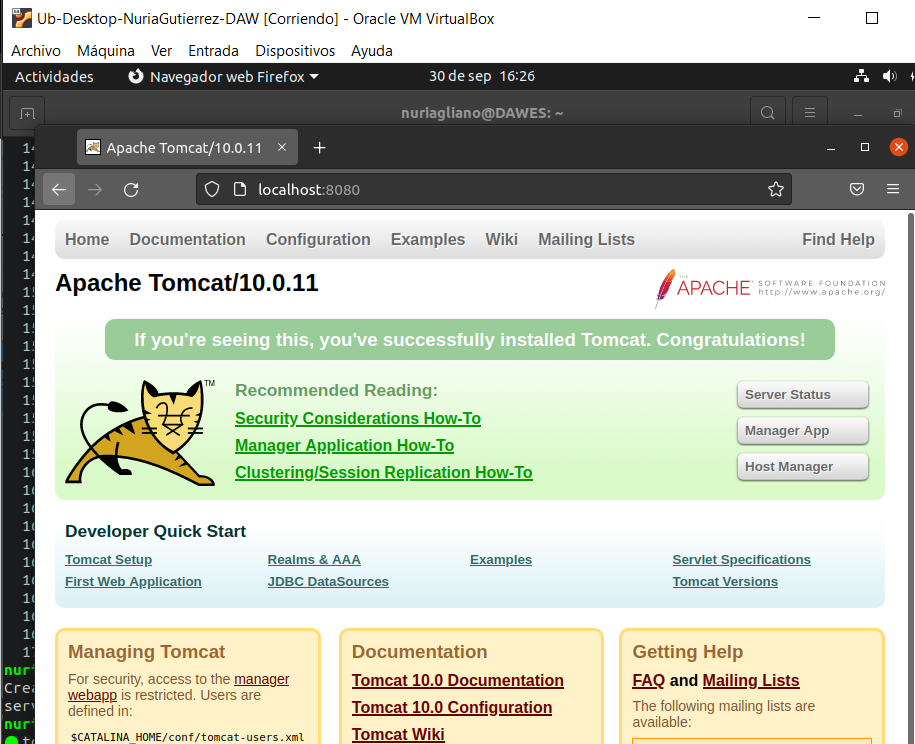 Ub-Desktop-NuriaGutierrez-DAW [Corriendo] - Oracle VM VirtualBox
Archivo Máquina Ver Entrada Dispositivos Ayuda
Actividades Navegador web Firefox 30 de sep 16:26
nuriagliano@DAWES: ~
Apache Tomcat/10.0.11
localhost:8080
Home Documentation Configuration Examples Wiki Mailing Lists Find Help
Apache Tomcat/10.0.11
THE APACHE SOFTWARE FOUNDATION
http://www.apache.org/
If you're seeing this, you've successfully installed Tomcat. Congratulations!
TM
Recommended Reading:
Security Considerations How-To
Manager Application How-To
Clustering/Session Replication How-To
Server Status
Manager App
Host Manager
Developer Quick Start
Tomcat Setup
First Web Application
Realms & AAA
JDBC DataSources
Examples
Servlet Specifications
Tomcat Versions
Managing Tomcat
For security, access to the manager
webapp is restricted. Users are
defined in:
$CATALINA_HOME/conf/tomcat-users.xml
Documentation
Tomcat 10.0 Documentation
Tomcat 10.0 Configuration
Tomcat Wiki
Getting Help
FAQ and Mailing Lists
The following mailing lists are
available: